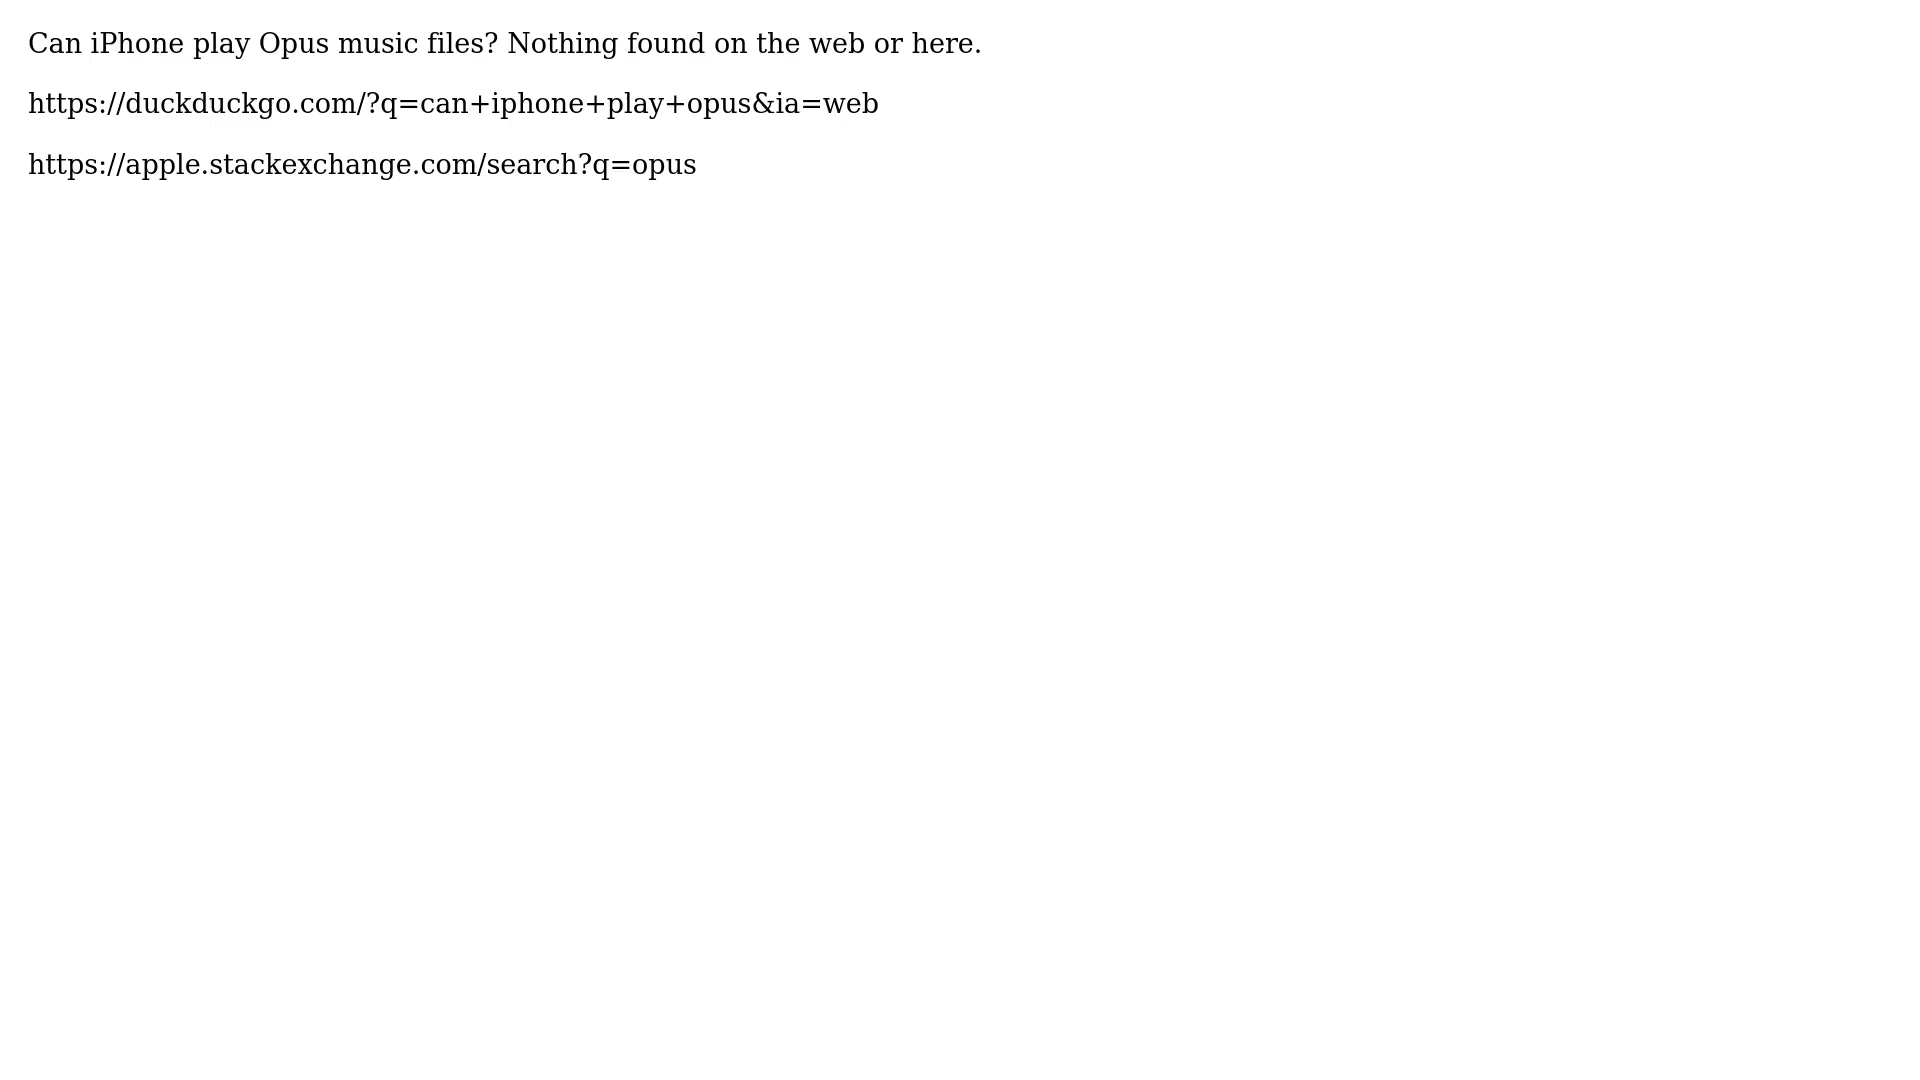 Can iPhone play Opus music files? Nothing found on the web or here.
https://duckduckgo.com/?q=can+iphone+play+opus&ia=web
https://apple.stackexchange.com/search?q=opus